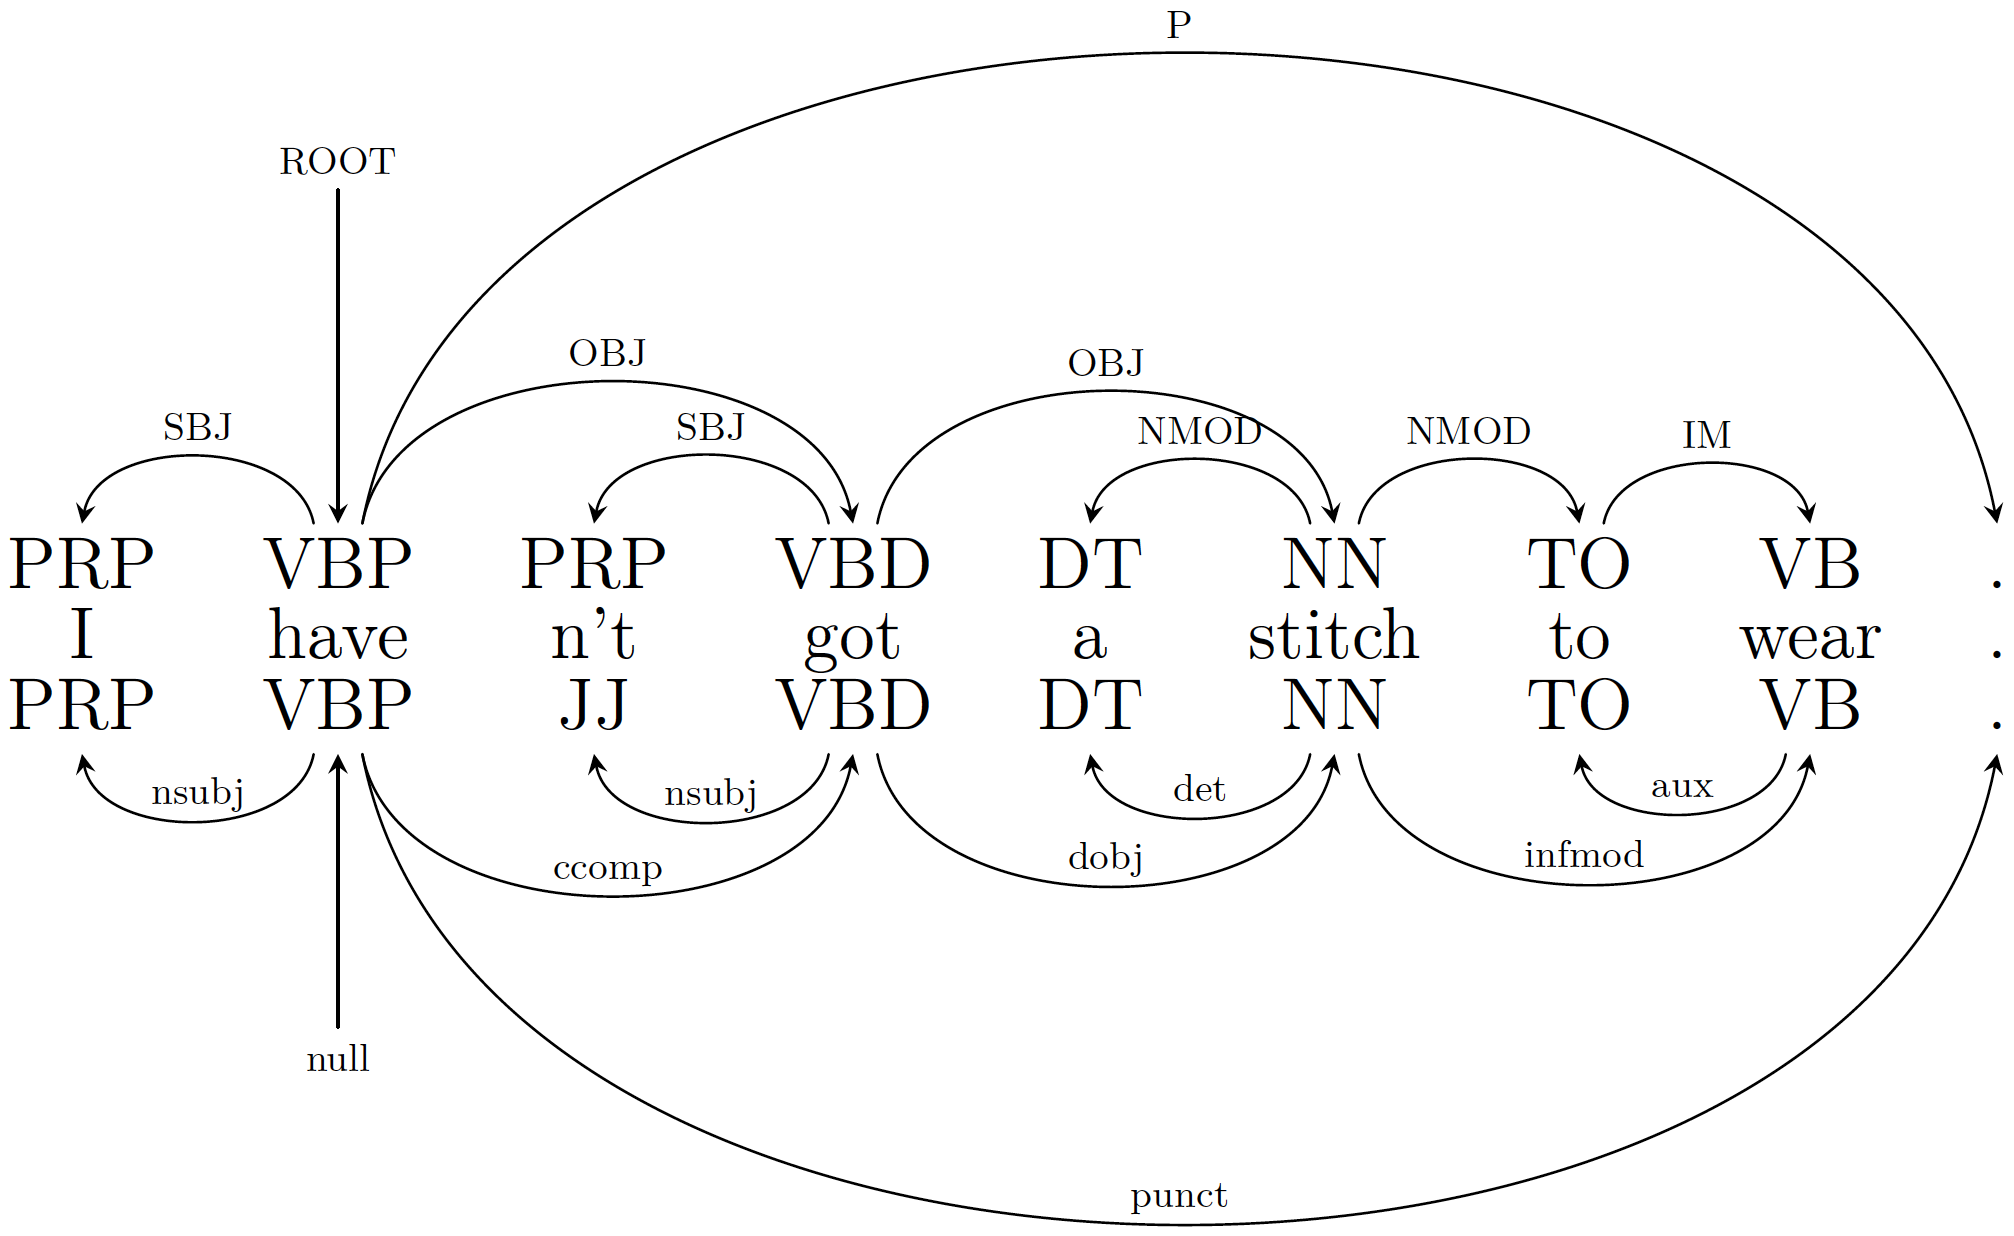 P
ROOT
OBJ OBJ
SBJ SBJ NMOD NMOD IM
PRP VBP PRP VBD DT NN TO VB .
I have n't got a stitch to wear .
PRP VBP JJ VBD DT NN TO VB .
nsubj nsubj det aux
ccomp dobj infmod
null
punct